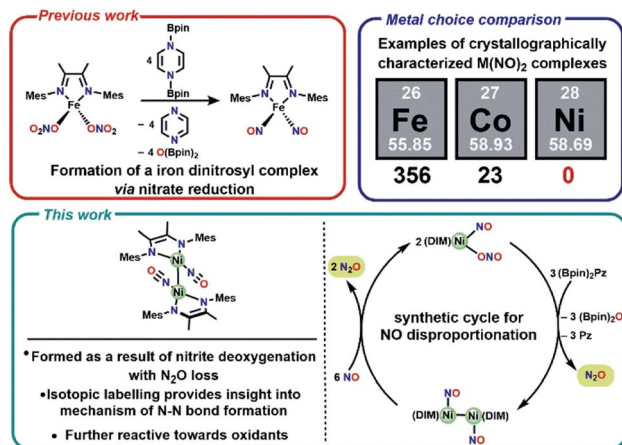 Previous work
Bpin
N
4
N
Bpin
Mes N N Mes
Fe
O₂NO ONO₂
N
– 4
N
– 4 O(Bpin)₂
Mes N N Mes
Fe
NO NO
Formation of a iron dinitrosyl complex
via nitrate reduction
Metal choice comparison
Examples of crystallographically
characterized M(NO)₂ complexes
26 27 28
Fe Co Ni
55.85 58.93 58.69
356 23 0
This work
N
Mes
N
Mes
Ni
N
O
O
N
Ni
N
Mes
N
Mes
•Formed as a result of nitrite deoxygenation
with N₂O loss
•Isotopic labelling provides insight into
mechanism of N-N bond formation
• Further reactive towards oxidants
NO
2 (DIM)Ni
ONO
2 N₂O
3 (Bpin)₂Pz
synthetic cycle for
NO disproportionation
– 3 (Bpin)₂O
– 3 Pz
6 NO
N₂O
NO
(DIM)Ni—Ni(DIM)
NO